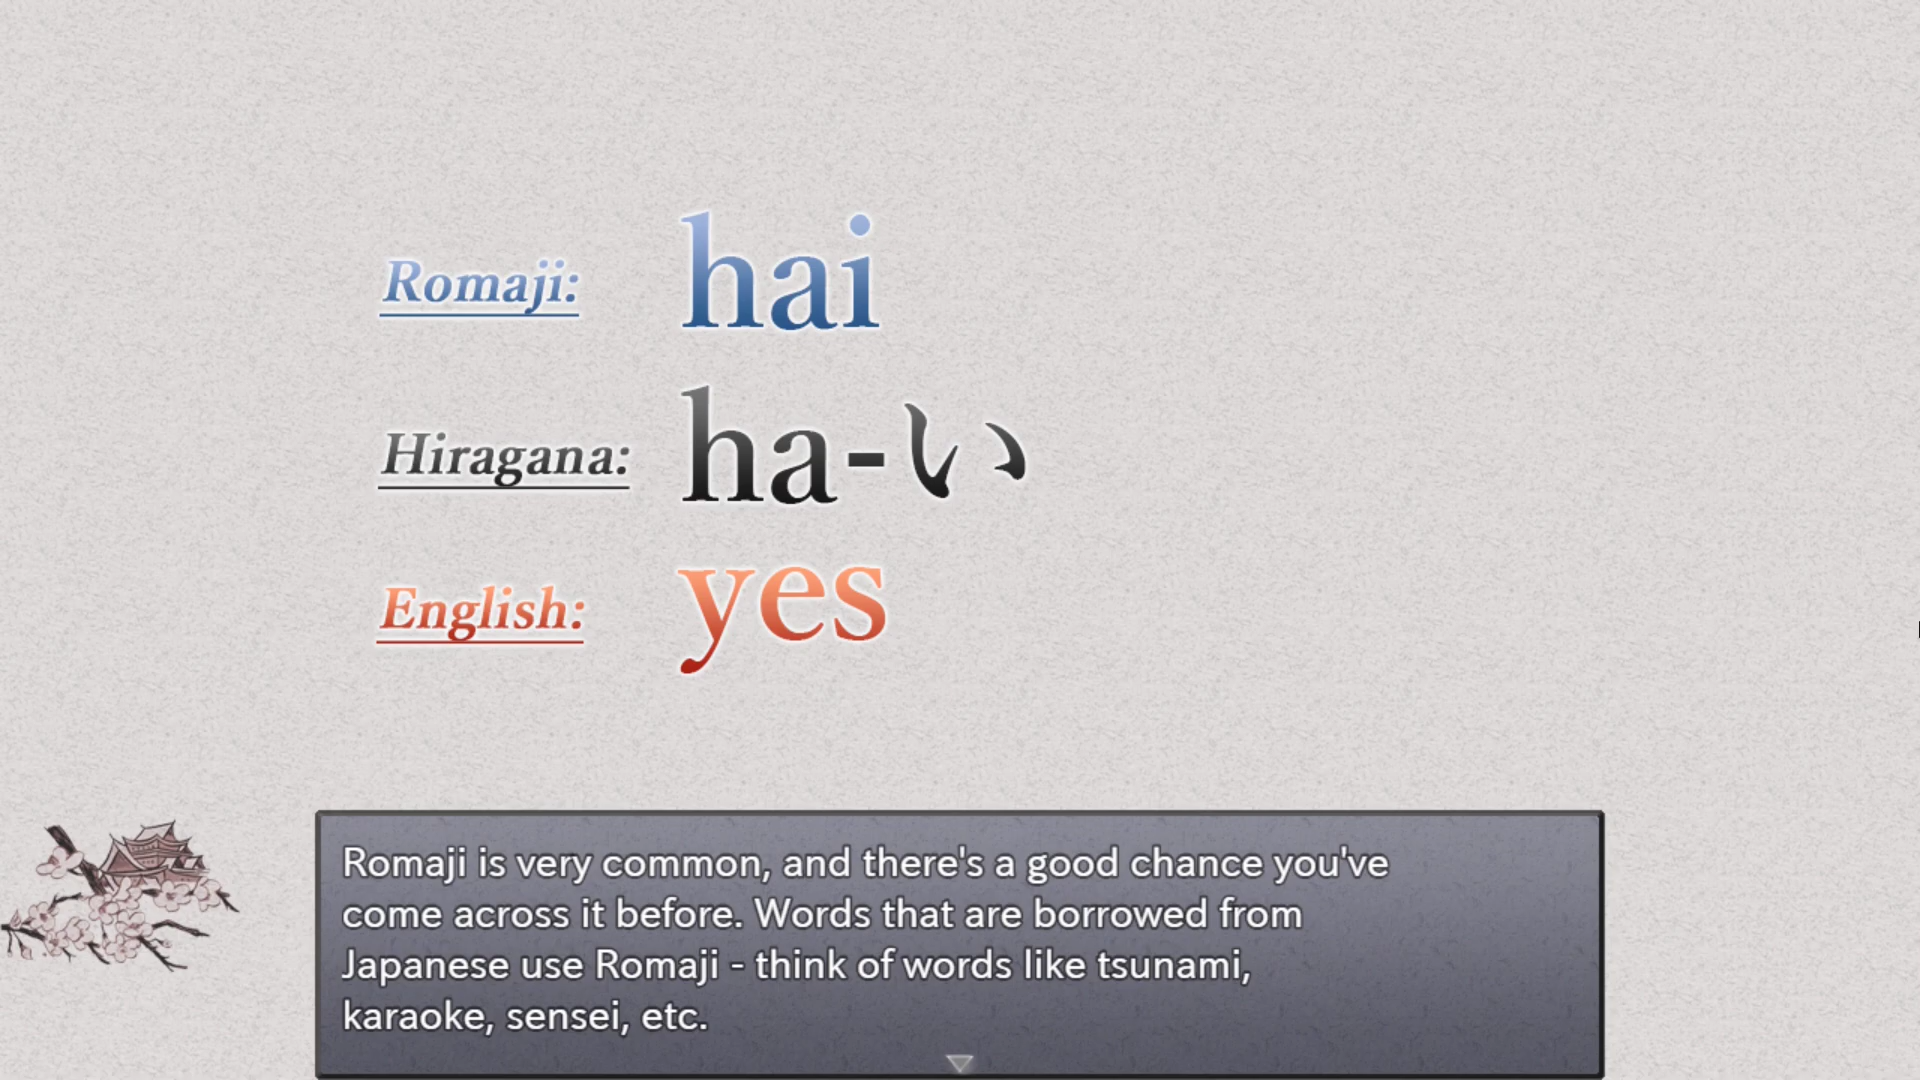 Romaji: hai
Hiragana: ha-い
English: yes
Romaji is very common, and there's a good chance you've
come across it before. Words that are borrowed from
Japanese use Romaji - think of words like tsunami,
karaoke, sensei, etc.